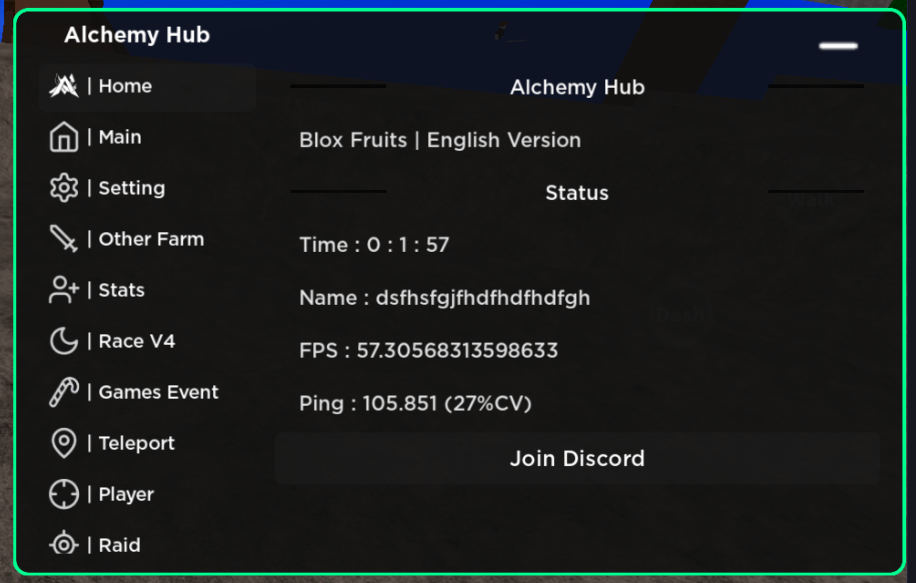 Alchemy Hub
| Home
| Main
| Setting
| Other Farm
| Stats
| Race V4
| Games Event
| Teleport
| Player
| Raid
Alchemy Hub
Blox Fruits | English Version
Status
Time : 0 : 1 : 57
Name : dsfhsfgjfhdfhdfhdfgh
FPS : 57.30568313598633
Ping : 105.851 (27%CV)
Join Discord